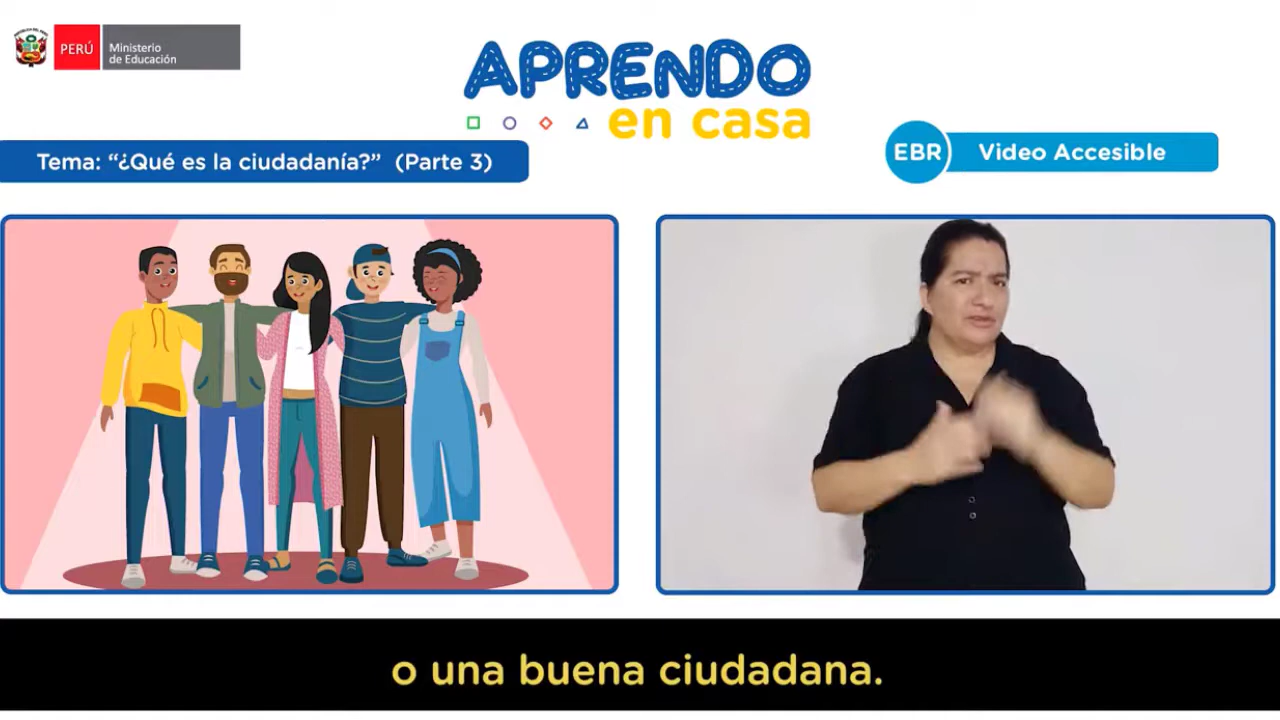 PERÚ
Ministerio
de Educación
APRENDO
en casa
Tema: “¿Qué es la ciudadanía?” (Parte 3)
EBR
Video Accesible
o una buena ciudadana.